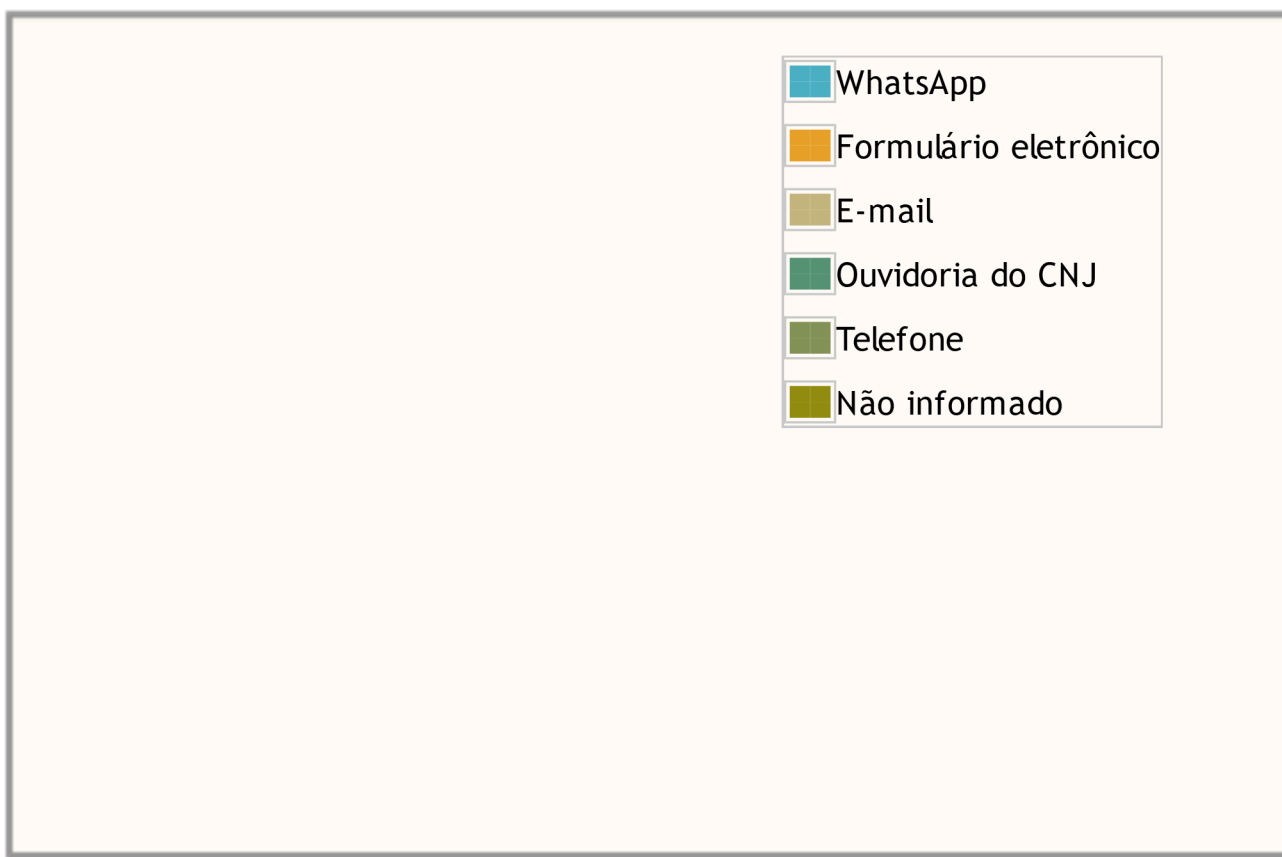 WhatsApp
Formulário eletrônico
E-mail
Ouvidoria do CNJ
Telefone
Não informado